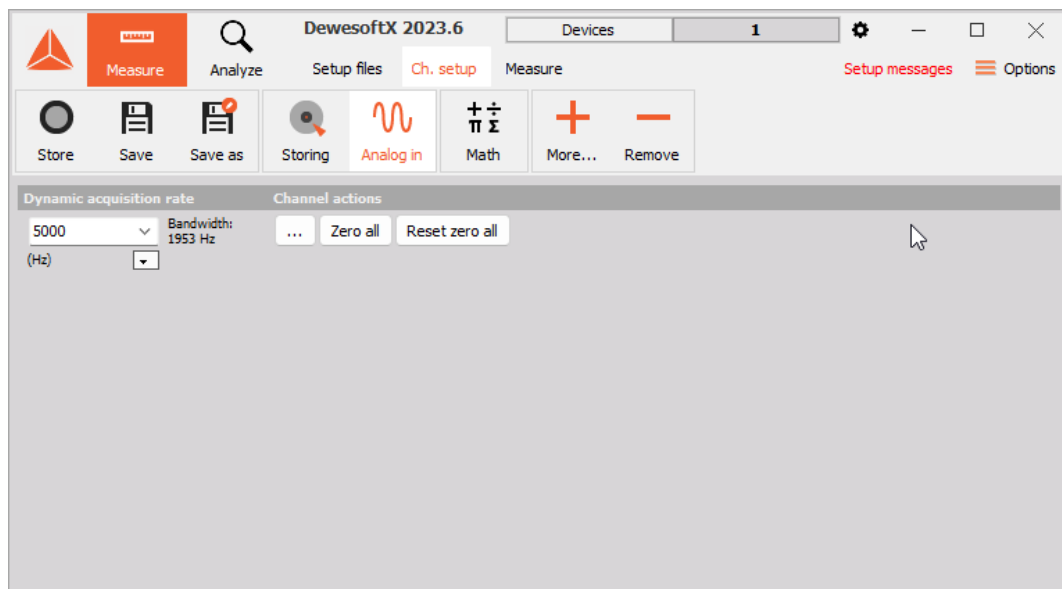 DewesoftX 2023.6
Devices
1
Measure
Analyze
Setup files
Ch. setup
Measure
Setup messages
Options
Store
Save
Save as
Storing
Analog in
+ ÷
π Σ
Math
More...
Remove
Dynamic acquisition rate
Channel actions
5000
Bandwidth:
1953 Hz
...
Zero all
Reset zero all
(Hz)